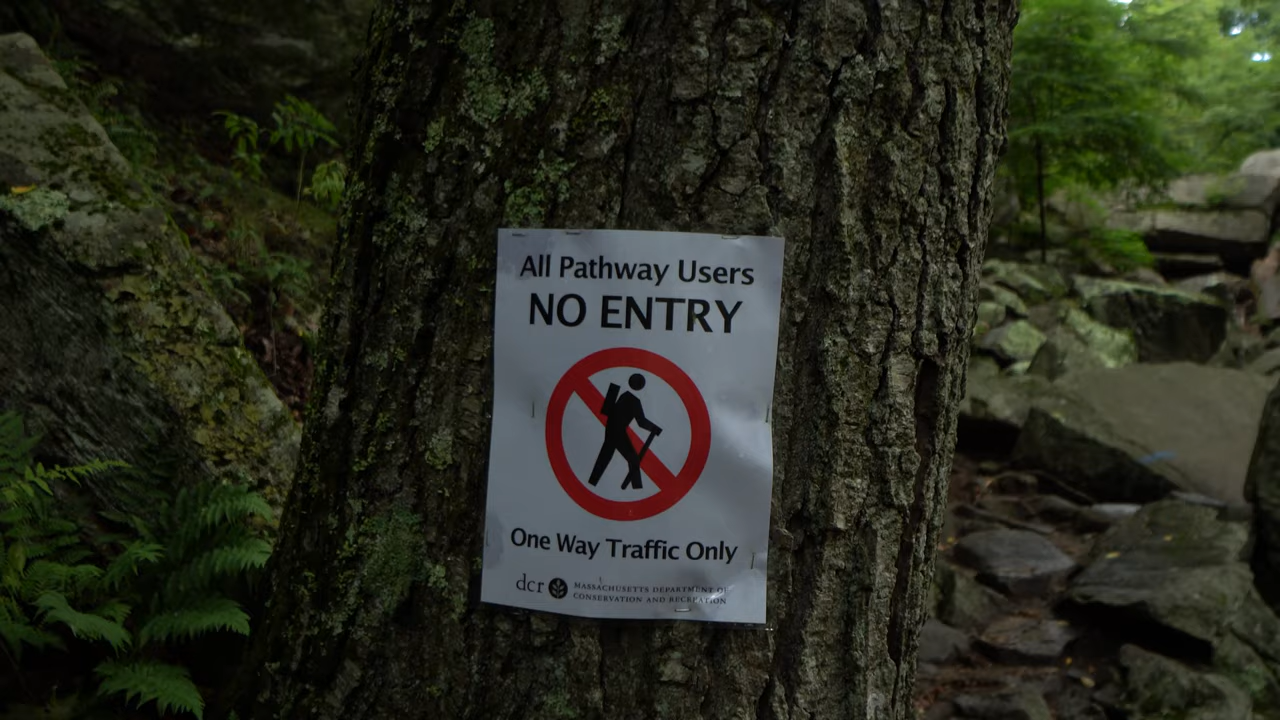 All Pathway Users
NO ENTRY
One Way Traffic Only
dcr
MASSACHUSETTS DEPARTMENT OF
CONSERVATION AND RECREATION